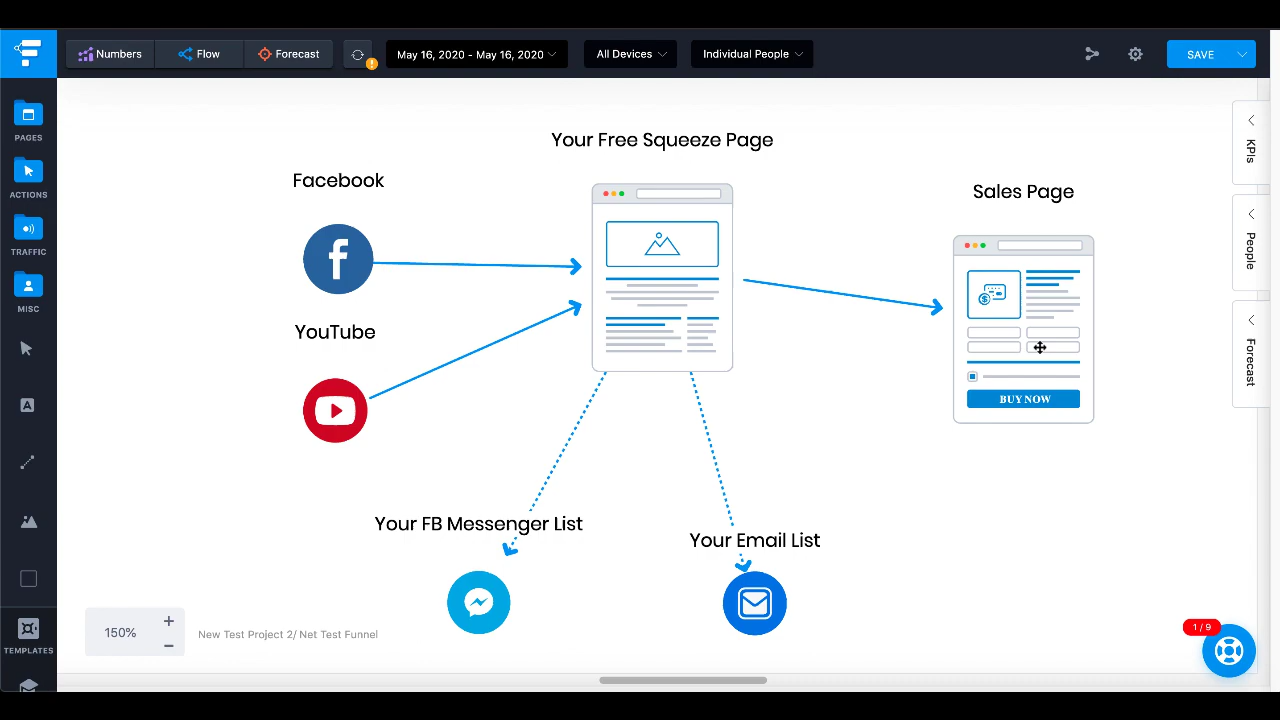 Numbers
Flow
Forecast
!
May 16, 2020 - May 16, 2020
All Devices
Individual People
SAVE
PAGES
ACTIONS
TRAFFIC
MISC
A
TEMPLATES
Your Free Squeeze Page
Facebook
f
YouTube
Sales Page
$
BUY NOW
Your FB Messenger List
Your Email List
KPIs
People
Forecast
150%
+
−
New Test Project 2/ Net Test Funnel
1 / 9